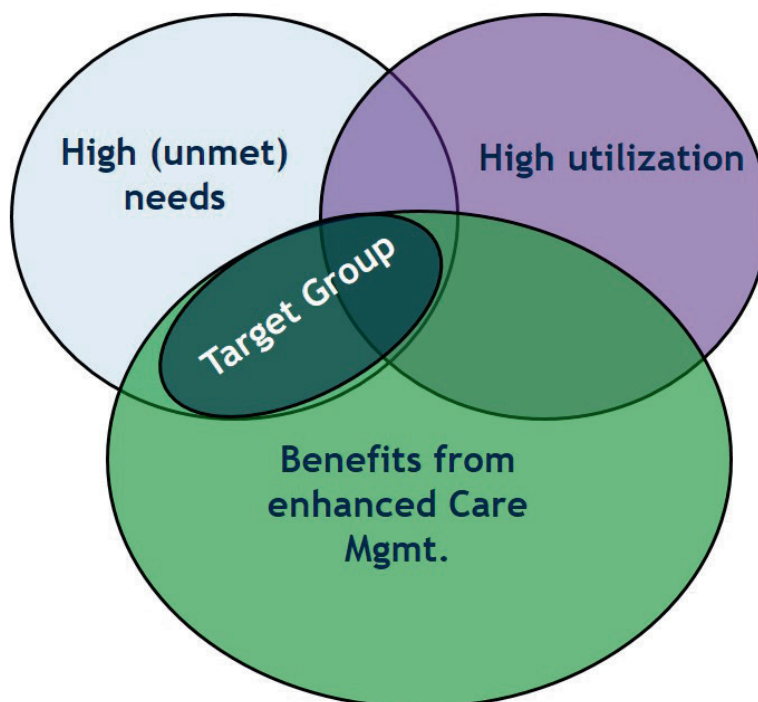 High (unmet)
needs
High utilization
Target Group
Benefits from
enhanced Care
Mgmt.